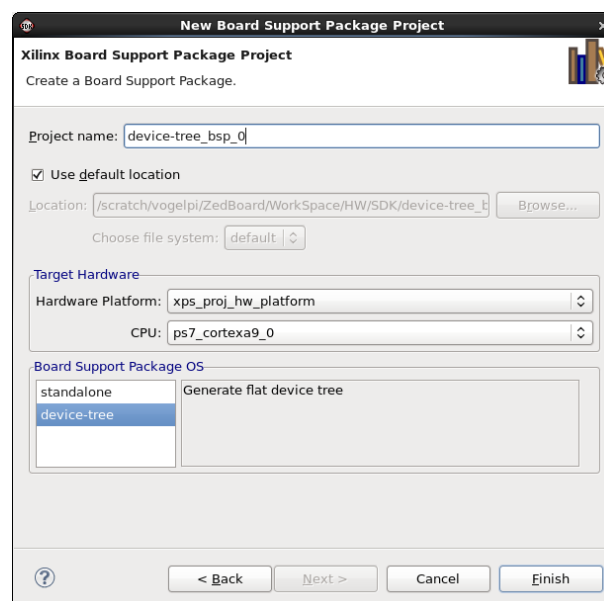 New Board Support Package Project
Xilinx Board Support Package Project
Create a Board Support Package.
Project name: device-tree_bsp_0
Use default location
Location: /scratch/vogelpi/ZedBoard/WorkSpace/HW/SDK/device-tree_b Browse...
Choose file system: default
Target Hardware
Hardware Platform: xps_proj_hw_platform
CPU: ps7_cortexa9_0
Board Support Package OS
standalone Generate flat device tree
device-tree
? < Back Next > Cancel Finish